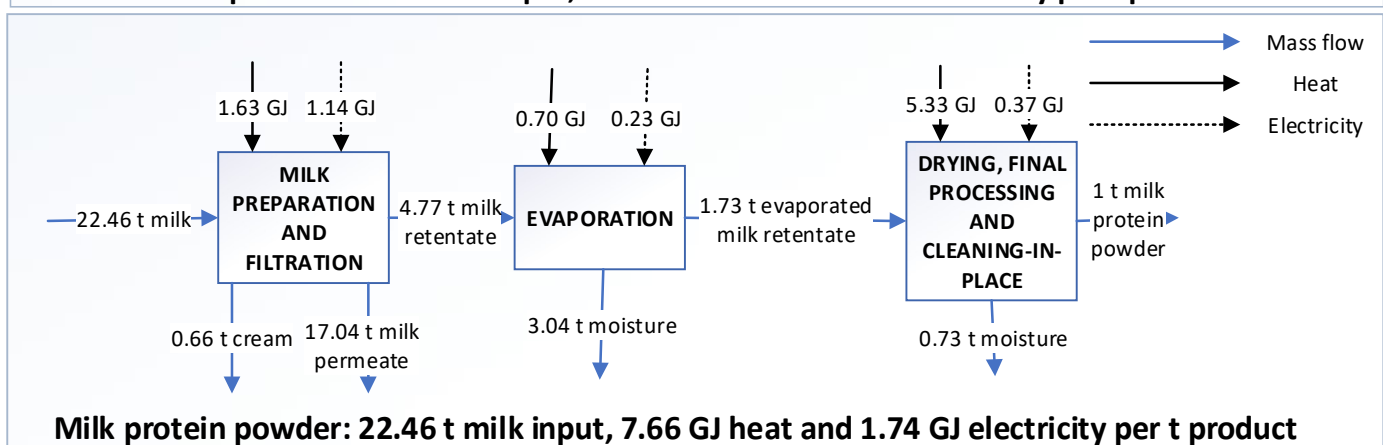 Mass flow
Heat
Electricity
1.63 GJ
1.14 GJ
0.70 GJ
0.23 GJ
5.33 GJ
0.37 GJ
22.46 t milk
MILK
PREPARATION
AND
FILTRATION
4.77 t milk
retentate
EVAPORATION
1.73 t evaporated
milk retentate
DRYING, FINAL
PROCESSING
AND
CLEANING-IN-
PLACE
1 t milk
protein
powder
0.66 t cream
17.04 t milk
permeate
3.04 t moisture
0.73 t moisture
Milk protein powder: 22.46 t milk input, 7.66 GJ heat and 1.74 GJ electricity per t product